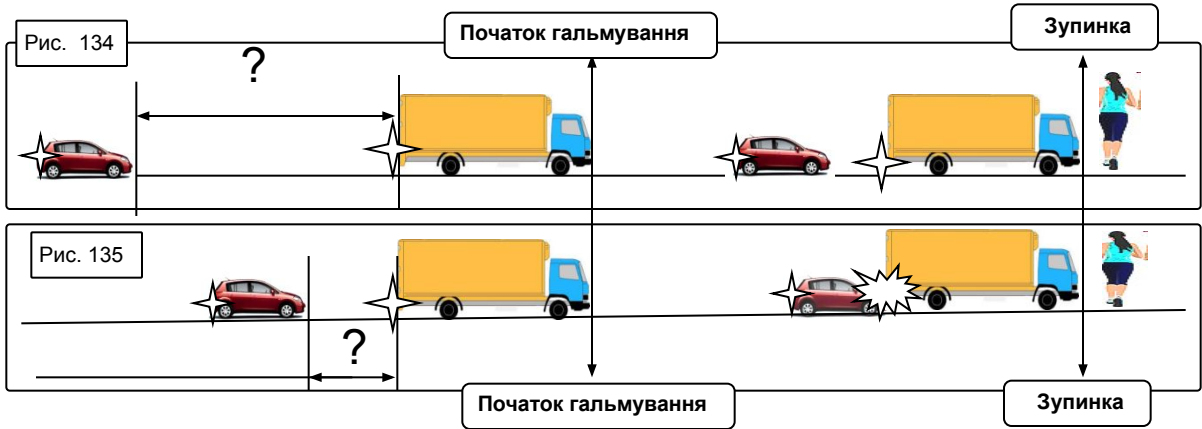 Рис. 134
Початок гальмування
Зупинка
?
Рис. 135
?
Початок гальмування
Зупинка